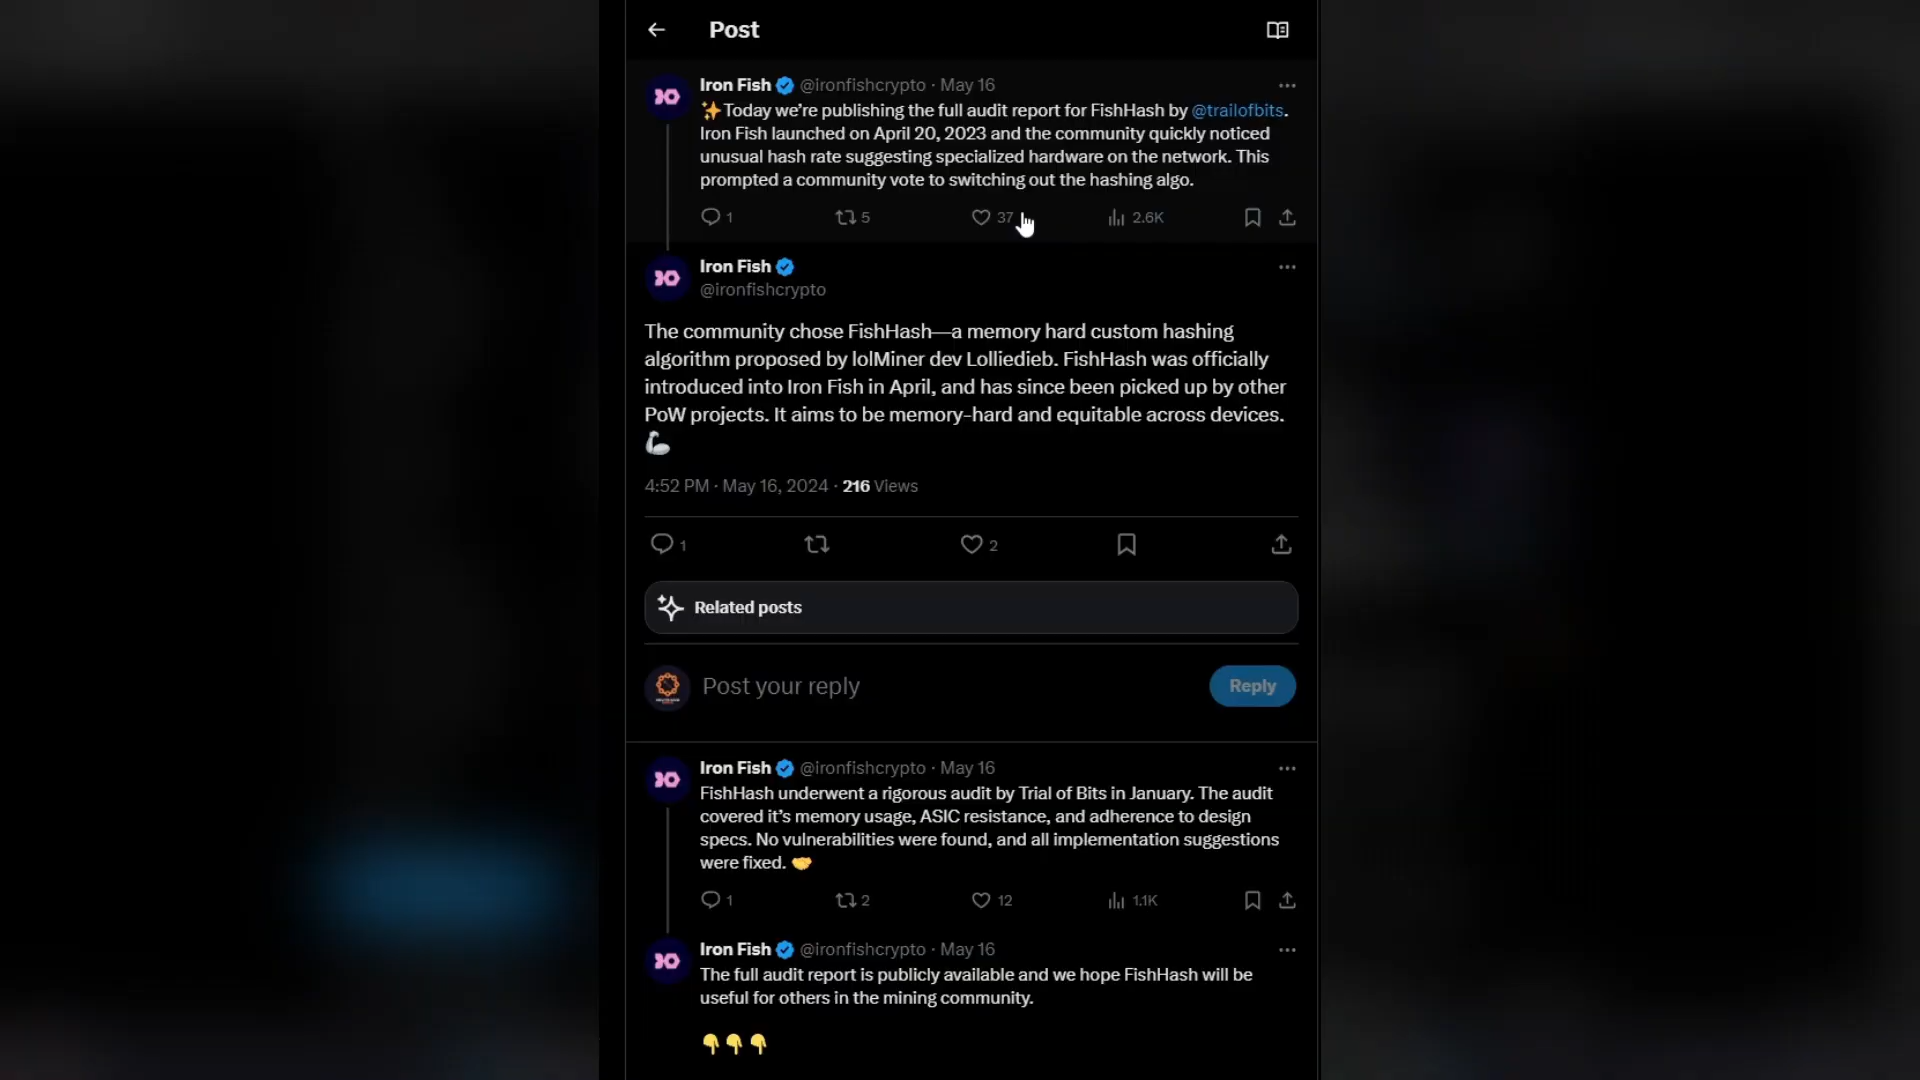 Post
Iron Fish @ironfishcrypto · May 16
✨Today we're publishing the full audit report for FishHash by @trailofbits.
Iron Fish launched on April 20, 2023 and the community quickly noticed
unusual hash rate suggesting specialized hardware on the network. This
prompted a community vote to switching out the hashing algo.
1 5 37 2.6K
Iron Fish
@ironfishcrypto
The community chose FishHash—a memory hard custom hashing
algorithm proposed by lolMiner dev Lolliedieb. FishHash was officially
introduced into Iron Fish in April, and has since been picked up by other
PoW projects. It aims to be memory-hard and equitable across devices.
🦾
4:52 PM · May 16, 2024 · 216 Views
1 2
Related posts
Post your reply Reply
Iron Fish @ironfishcrypto · May 16
FishHash underwent a rigorous audit by Trial of Bits in January. The audit
covered it's memory usage, ASIC resistance, and adherence to design
specs. No vulnerabilities were found, and all implementation suggestions
were fixed. 🤝
1 2 12 1.1K
Iron Fish @ironfishcrypto · May 16
The full audit report is publicly available and we hope FishHash will be
useful for others in the mining community.
👇👇👇